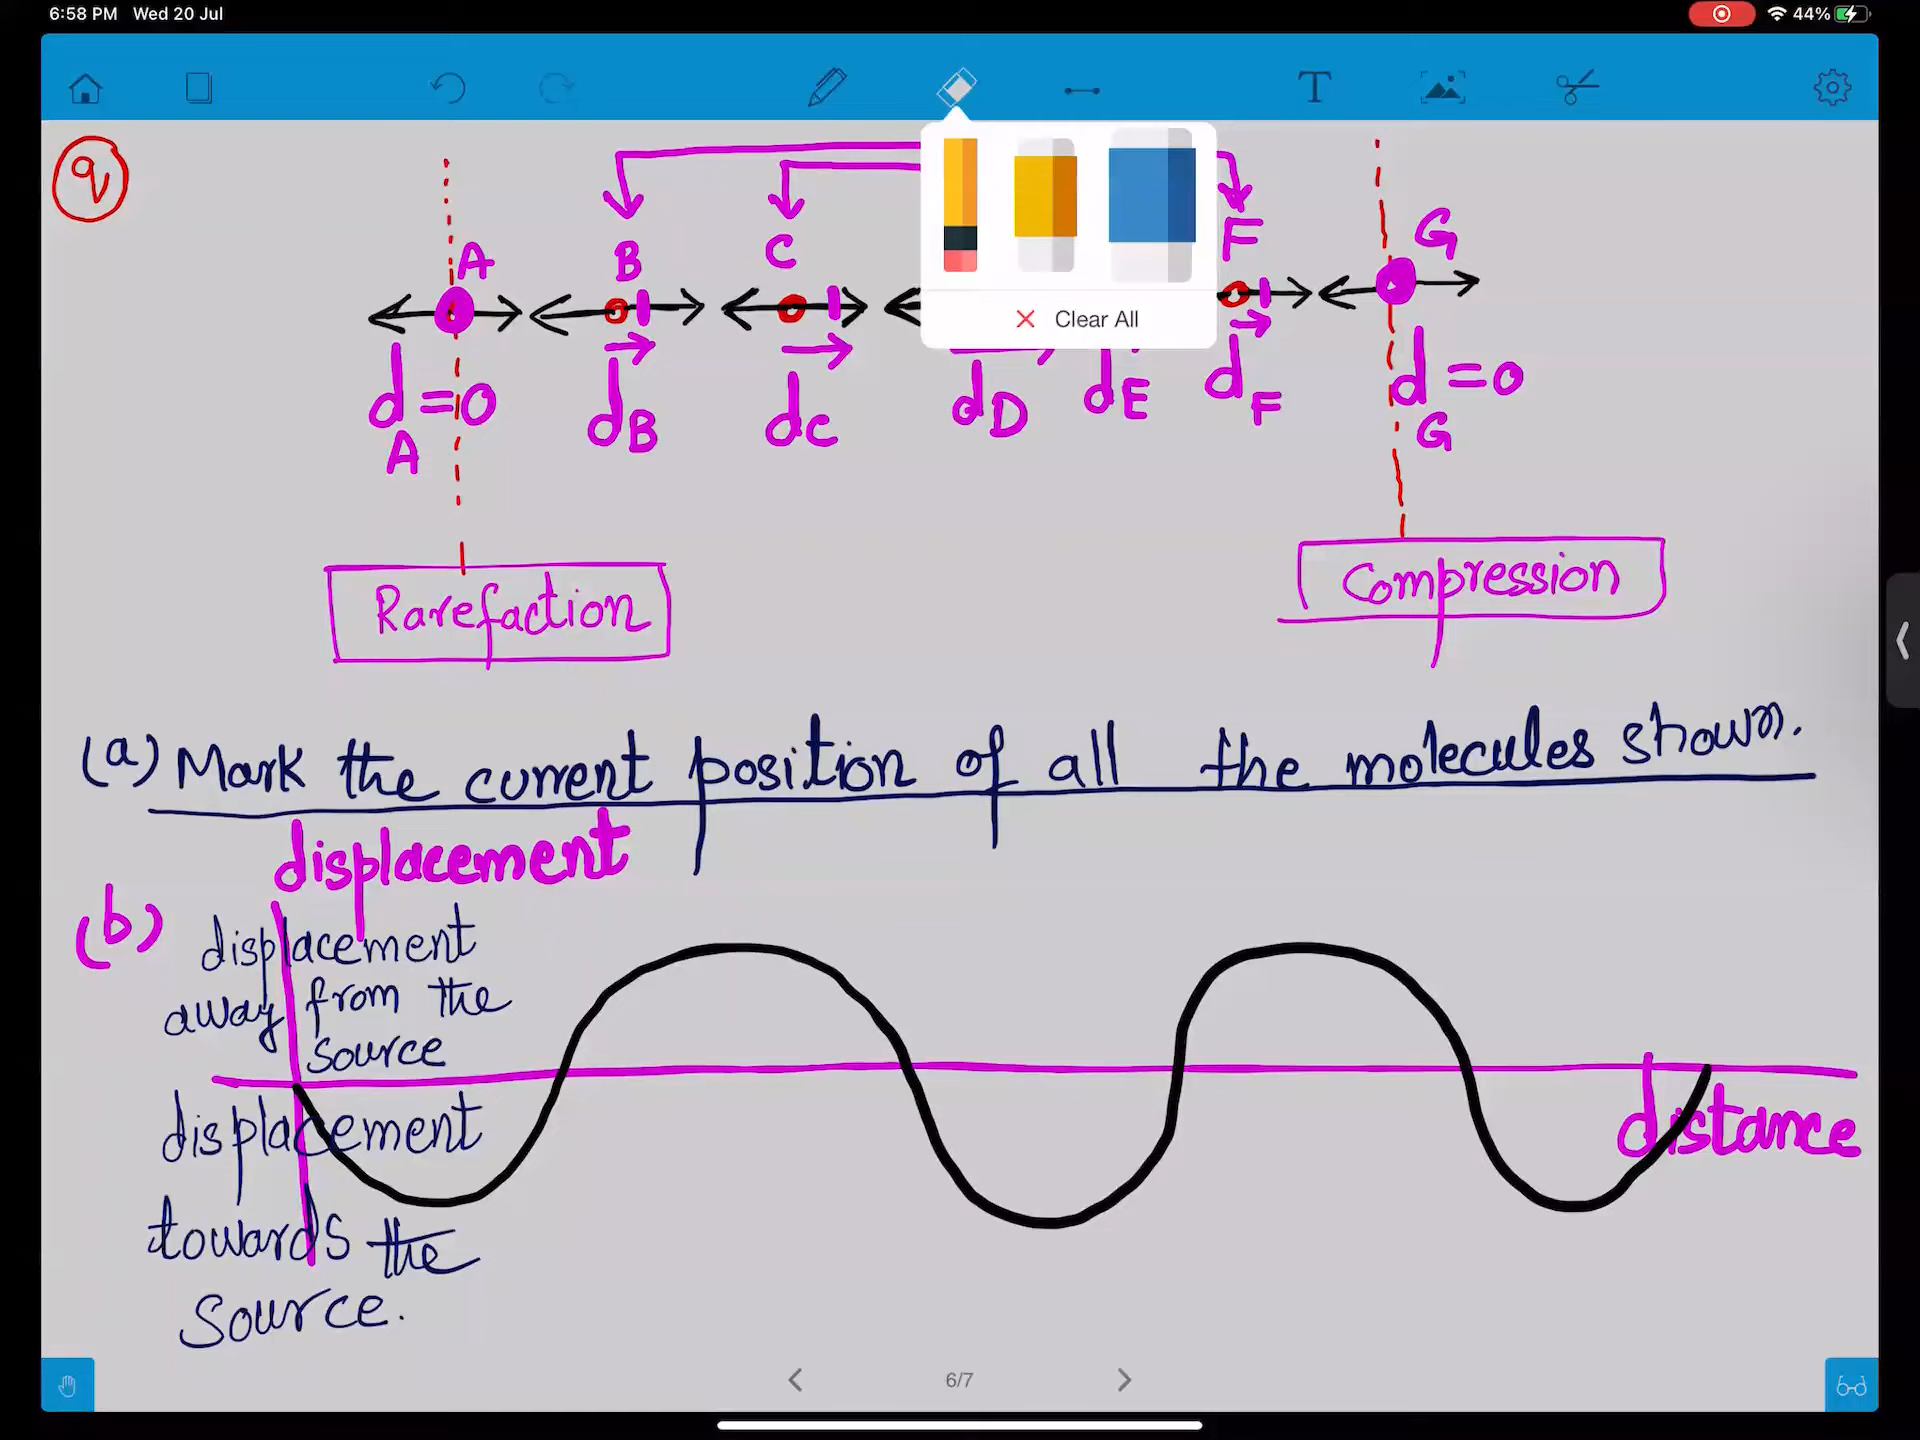 6:58 PM Wed 20 Jul
44%
T
Clear All
q
A B C F G
d A =0 dB dc dD dE dF d G =0
Rarefaction
Compression
(a) Mark the current position of all the molecules shown.
displacement
(b)
displacement
away from the
source
displacement
towards the
source.
distance
6/7